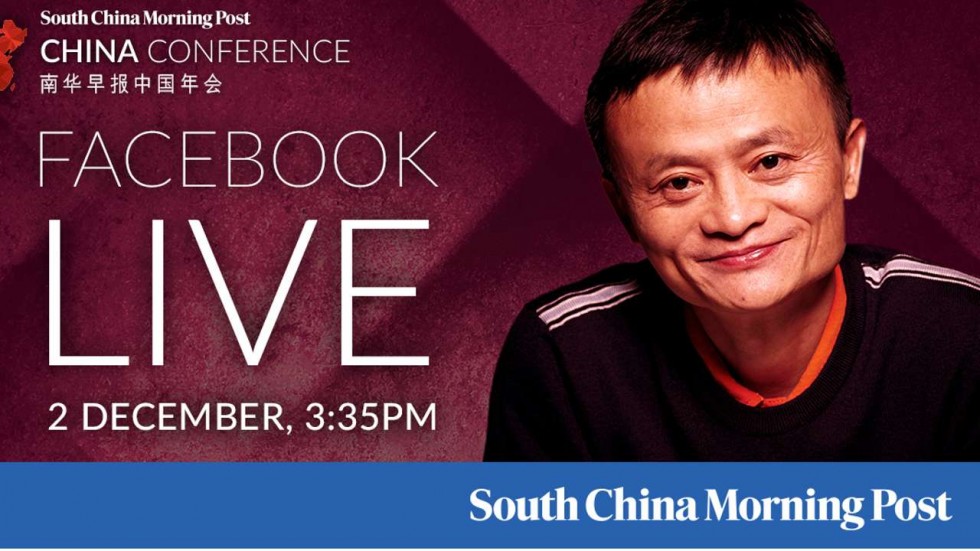 South China Morning Post
CHINA CONFERENCE
南华早报中国年会
FACEBOOK
LIVE
2 DECEMBER, 3:35PM
South China Morning Post